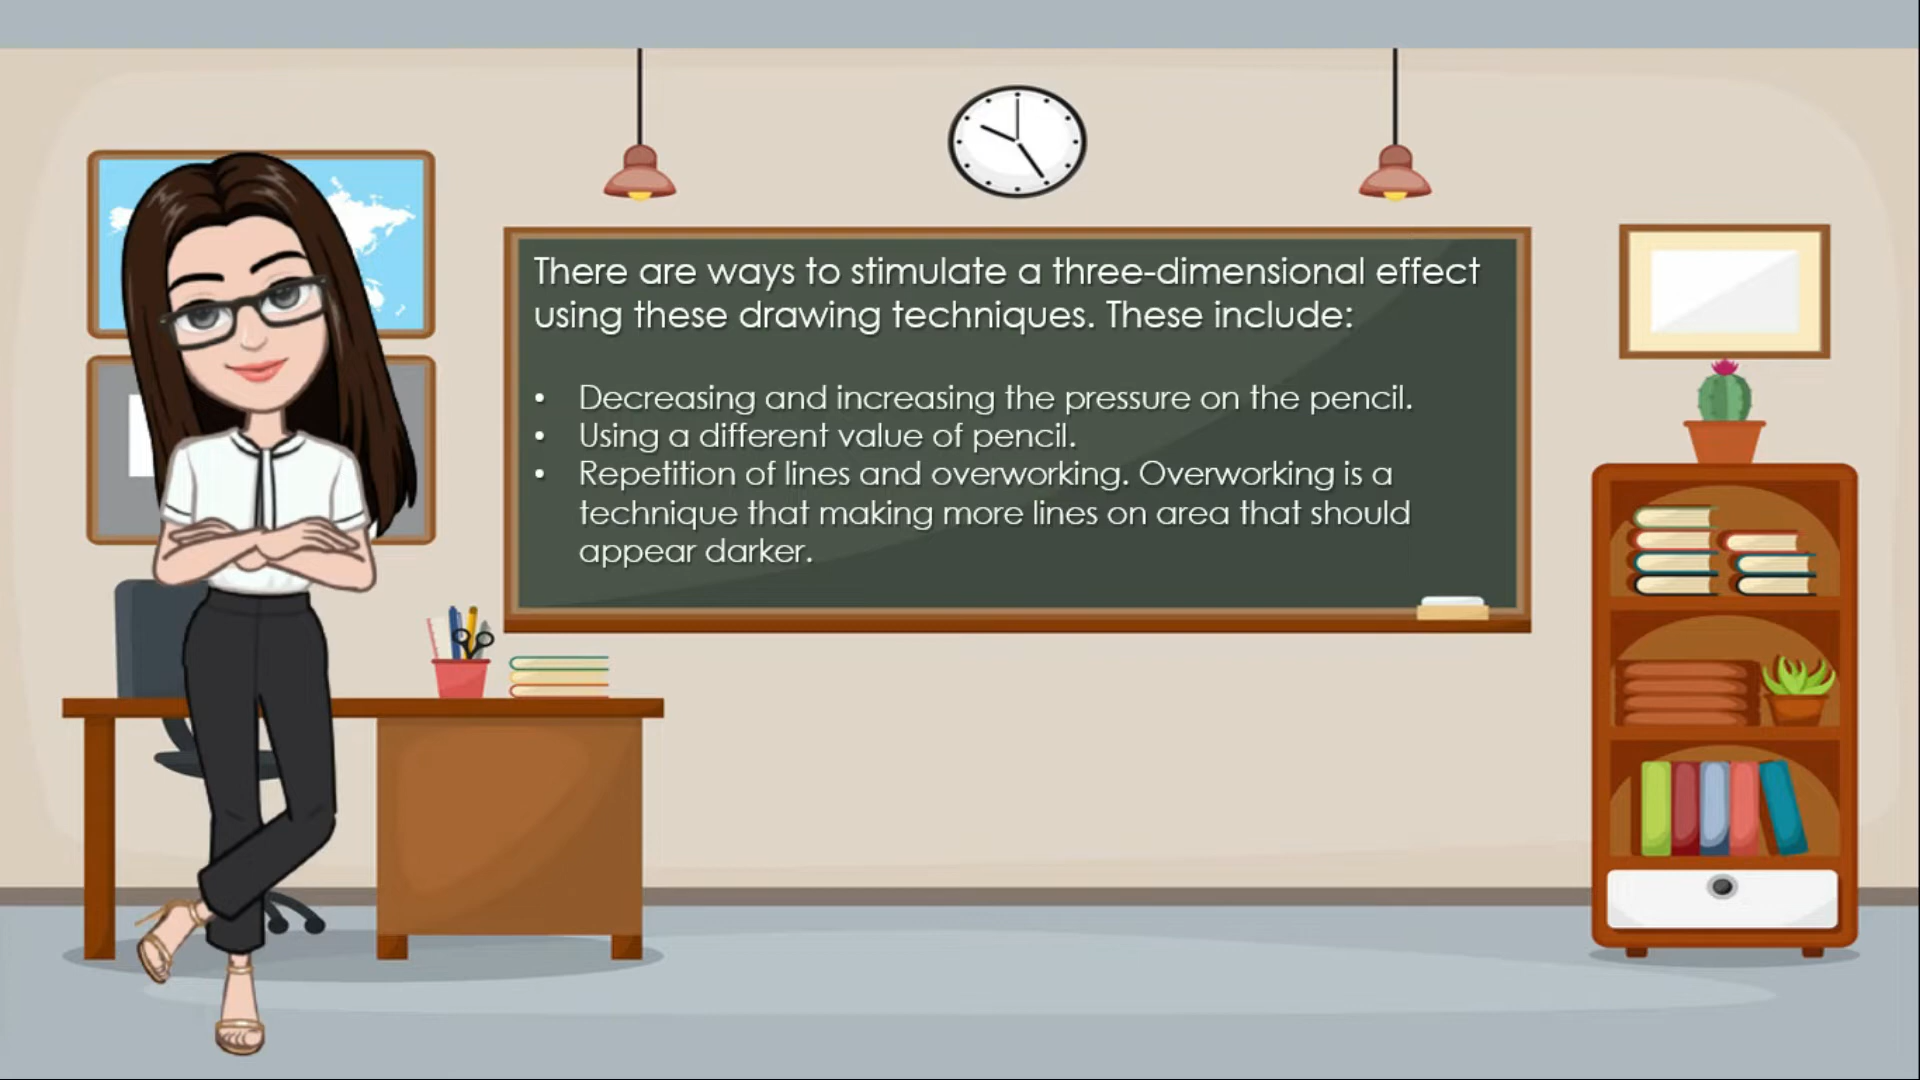 There are ways to stimulate a three-dimensional effect
using these drawing techniques. These include:
• Decreasing and increasing the pressure on the pencil.
• Using a different value of pencil.
• Repetition of lines and overworking. Overworking is a
technique that making more lines on area that should
appear darker.